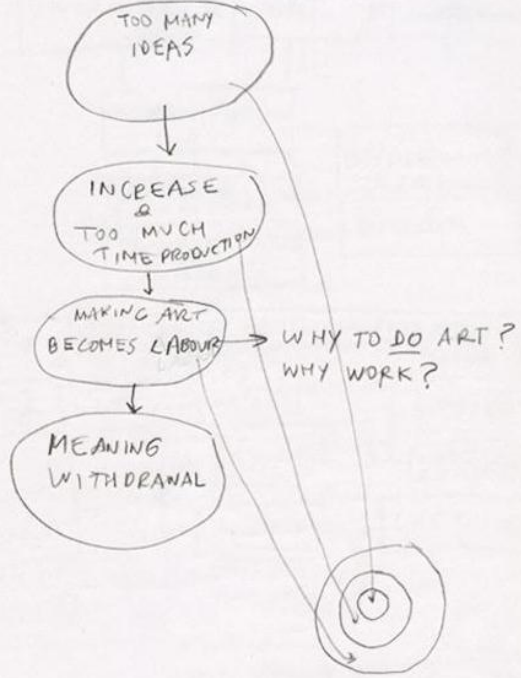 TOO MANY
IDEAS
INCREASE
&
TOO MUCH
TIME PRODUCTION
MAKING ART
BECOMES LABOUR
WHY TO DO ART?
WHY WORK?
MEANING
WITHDRAWAL